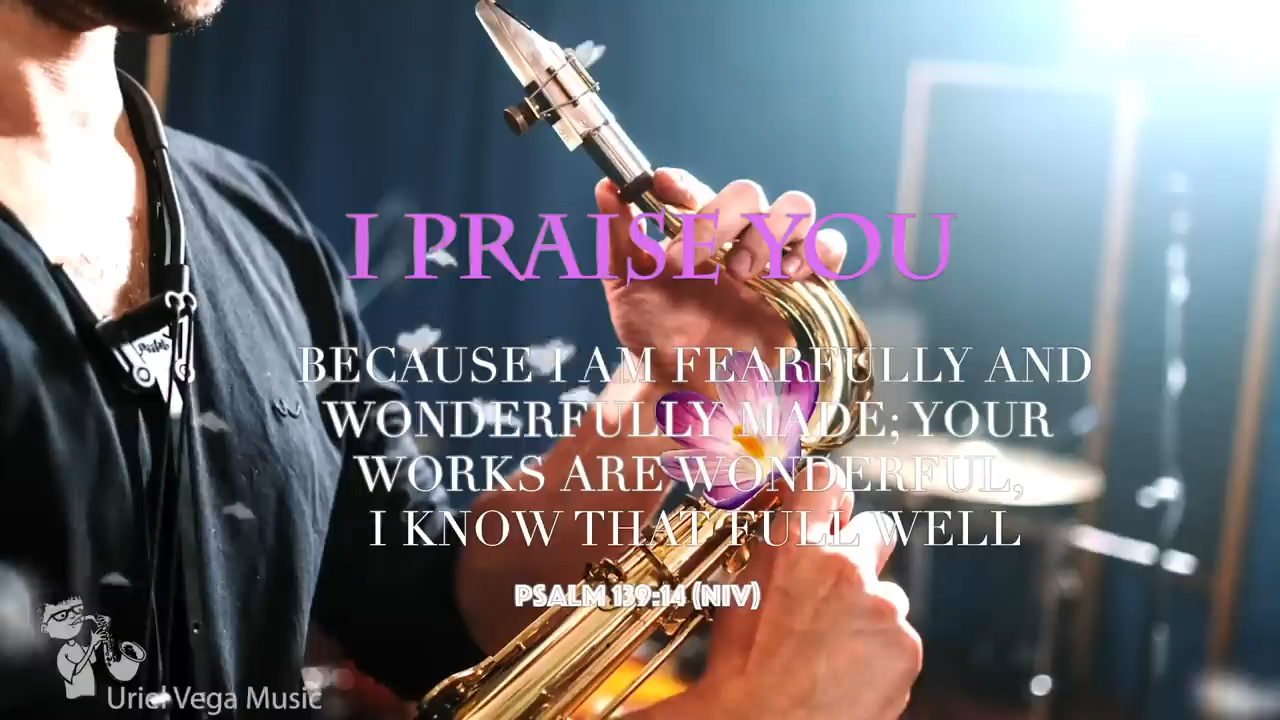 I PRAISE YOU
BECAUSE I AM FEARFULLY AND
WONDERFULLY MADE; YOUR
WORKS ARE WONDERFUL,
I KNOW THAT FULL WELL
PSALM 139:14 (NIV)
Uriel Vega Music